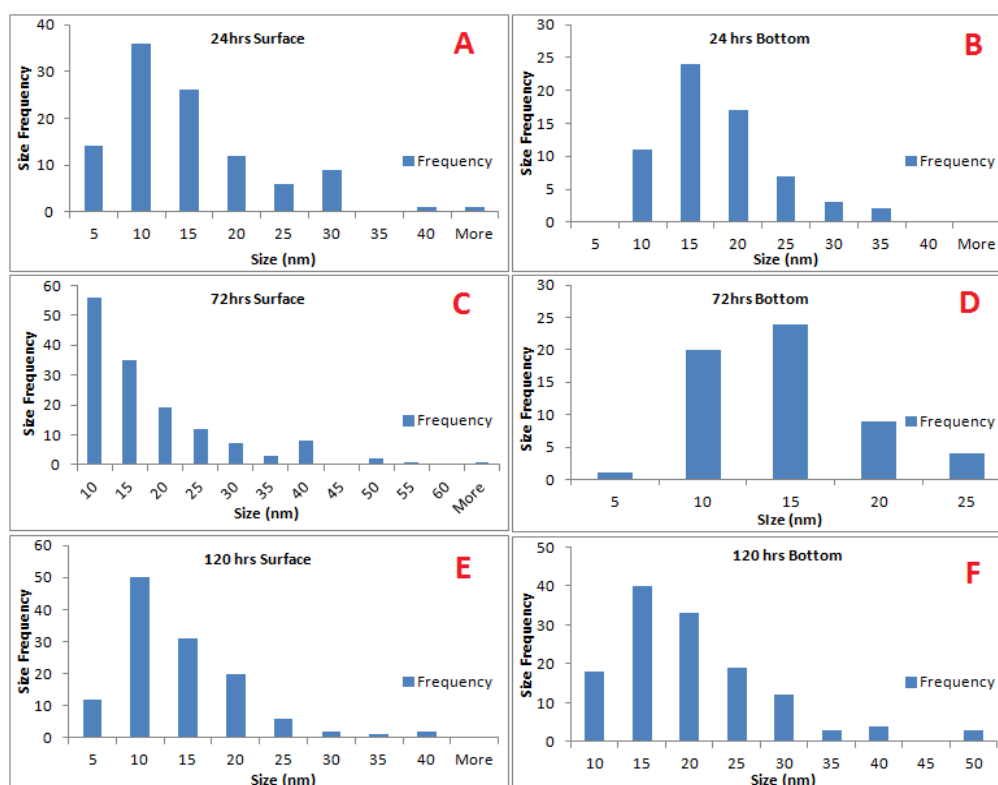 24hrs Surface
A
Size Frequency
40
30
20
10
0
Frequency
5 10 15 20 25 30 35 40 More
Size (nm)
24 hrs Bottom
B
Size Frequency
30
25
20
15
10
5
0
Frequency
5 10 15 20 25 30 35 40 More
Size (nm)
72hrs Surface
C
Size Frequency
60
50
40
30
20
10
0
Frequency
10 15 20 25 30 35 40 45 50 55 60 More
Size (nm)
72hrs Bottom
D
Size Frequency
30
25
20
15
10
5
0
Frequency
5 10 15 20 25
SIze (nm)
120 hrs Surface
E
Size Frequency
60
50
40
30
20
10
0
Frequency
5 10 15 20 25 30 35 40 More
Size (nm)
120 hrs Bottom
F
Size Frequency
50
40
30
20
10
0
Frequency
10 15 20 25 30 35 40 45 50
Size (nm)